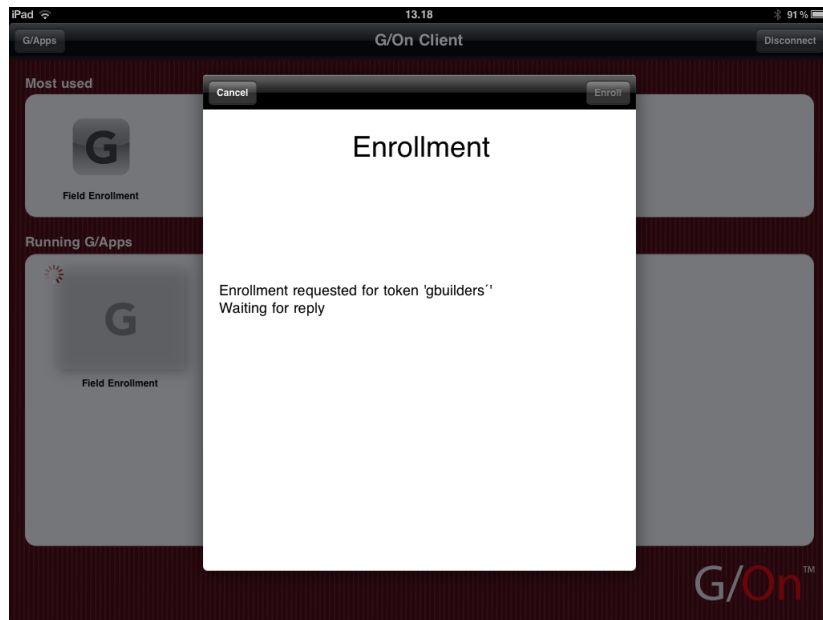 iPad 13.18 91 %
G/Apps G/On Client Disconnect
Most used
Cancel Enroll
Enrollment
G
Field Enrollment
Running G/Apps
Enrollment requested for token 'gbuilders´'
Waiting for reply
G
Field Enrollment
G/On™